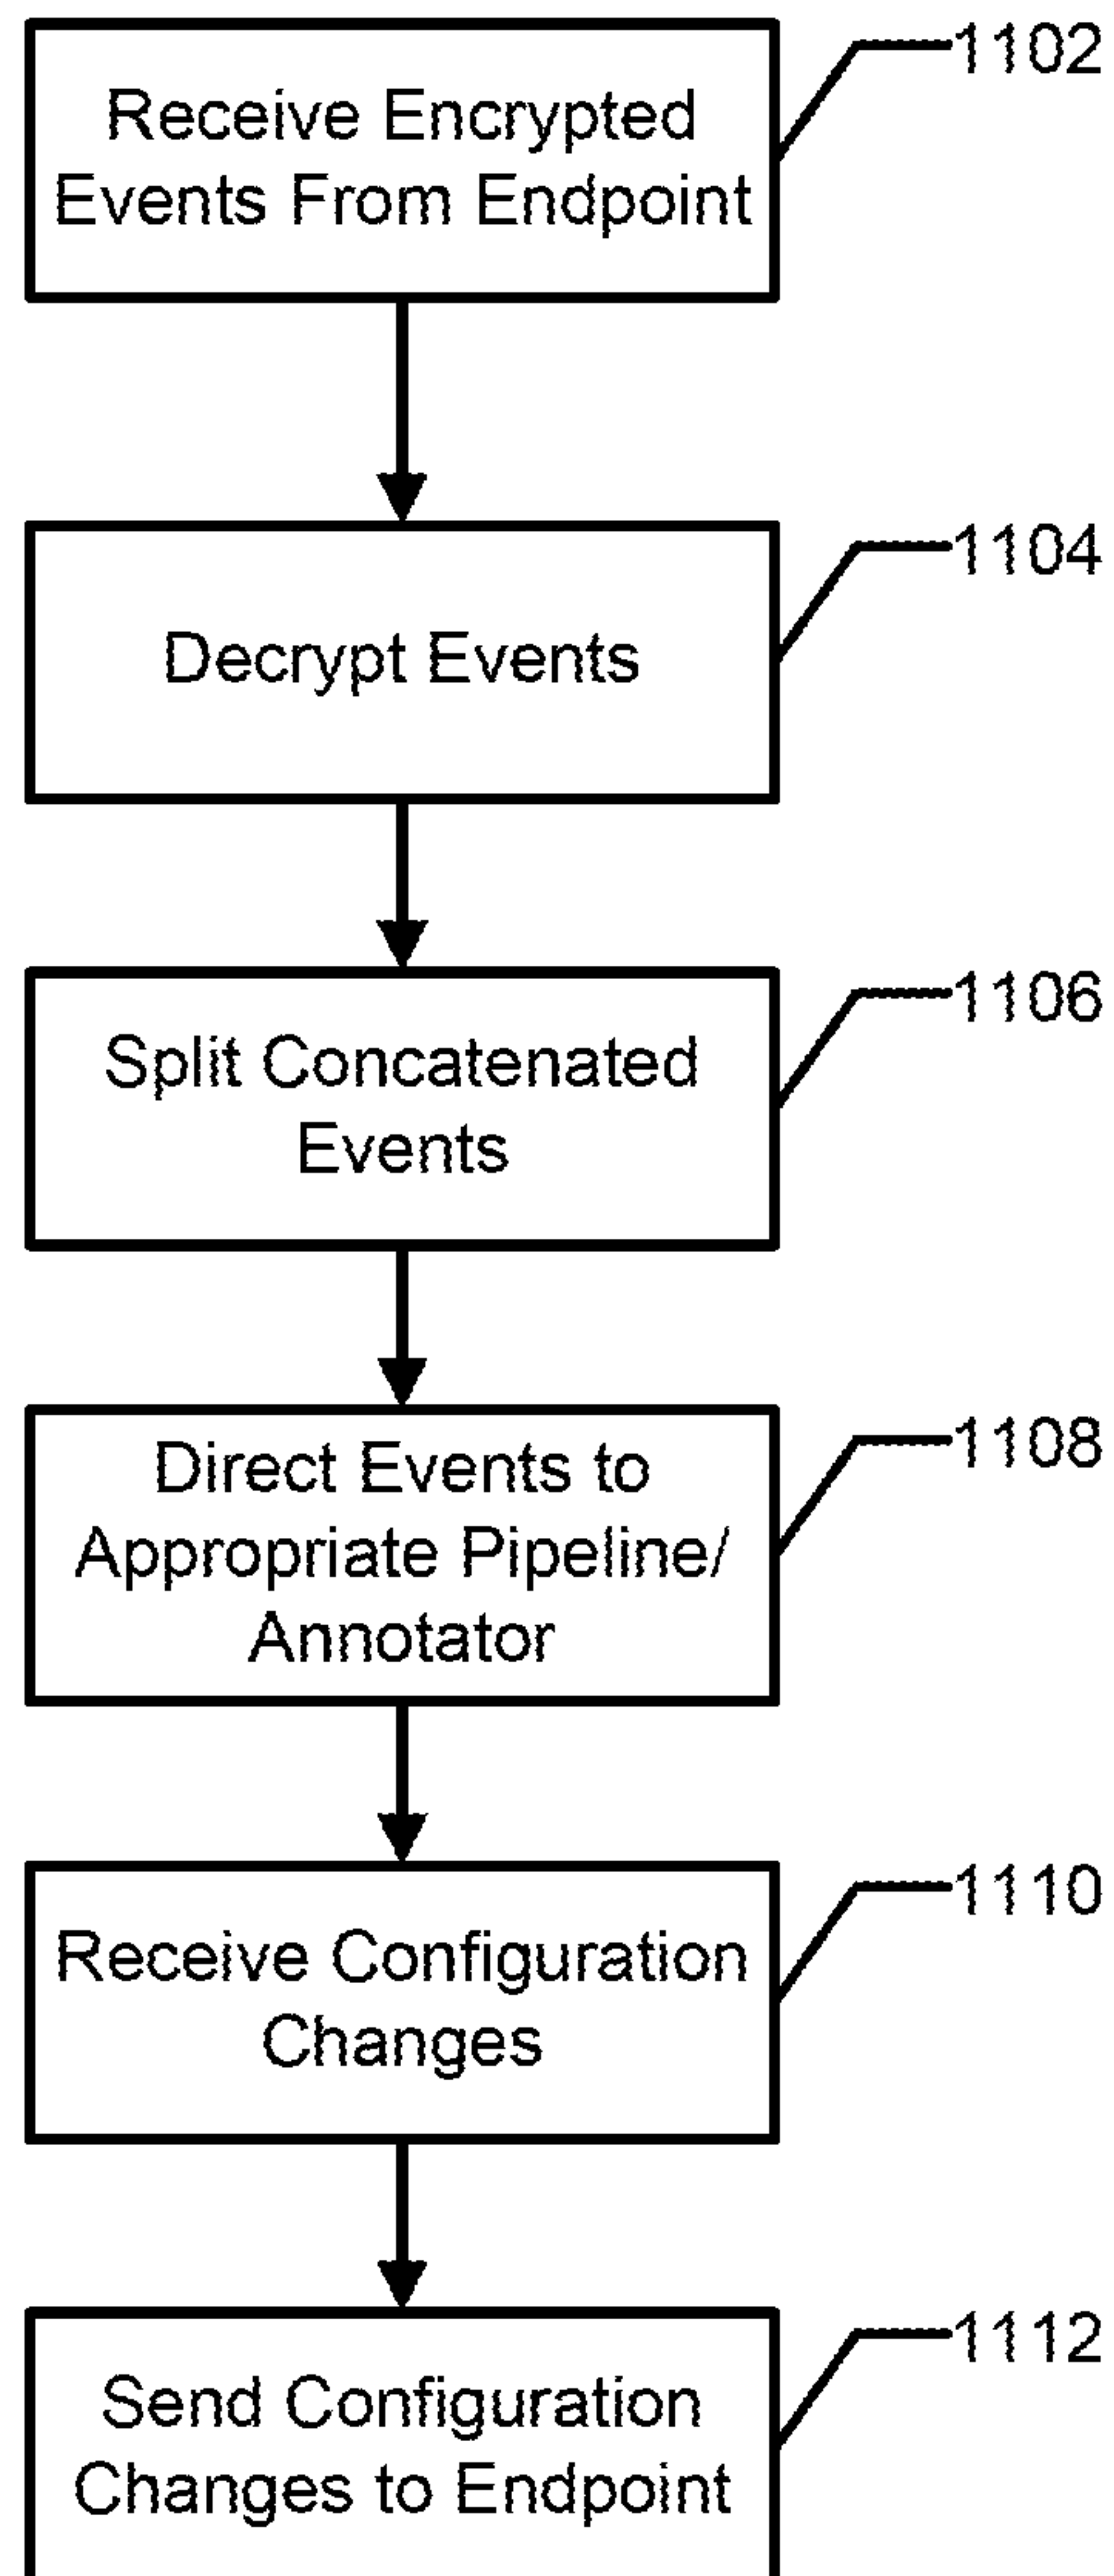 1102
Receive Encrypted
Events From Endpoint
1104
Decrypt Events
1106
Split Concatenated
Events
1108
Direct Events to
Appropriate Pipeline/
Annotator
1110
Receive Configuration
Changes
1112
Send Configuration
Changes to Endpoint